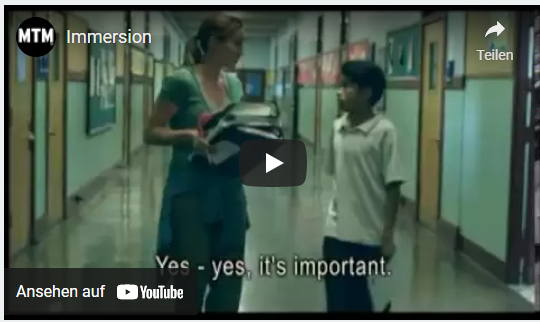 MTM Immersion
Teilen
Yes - yes, it's important.
Ansehen auf YouTube